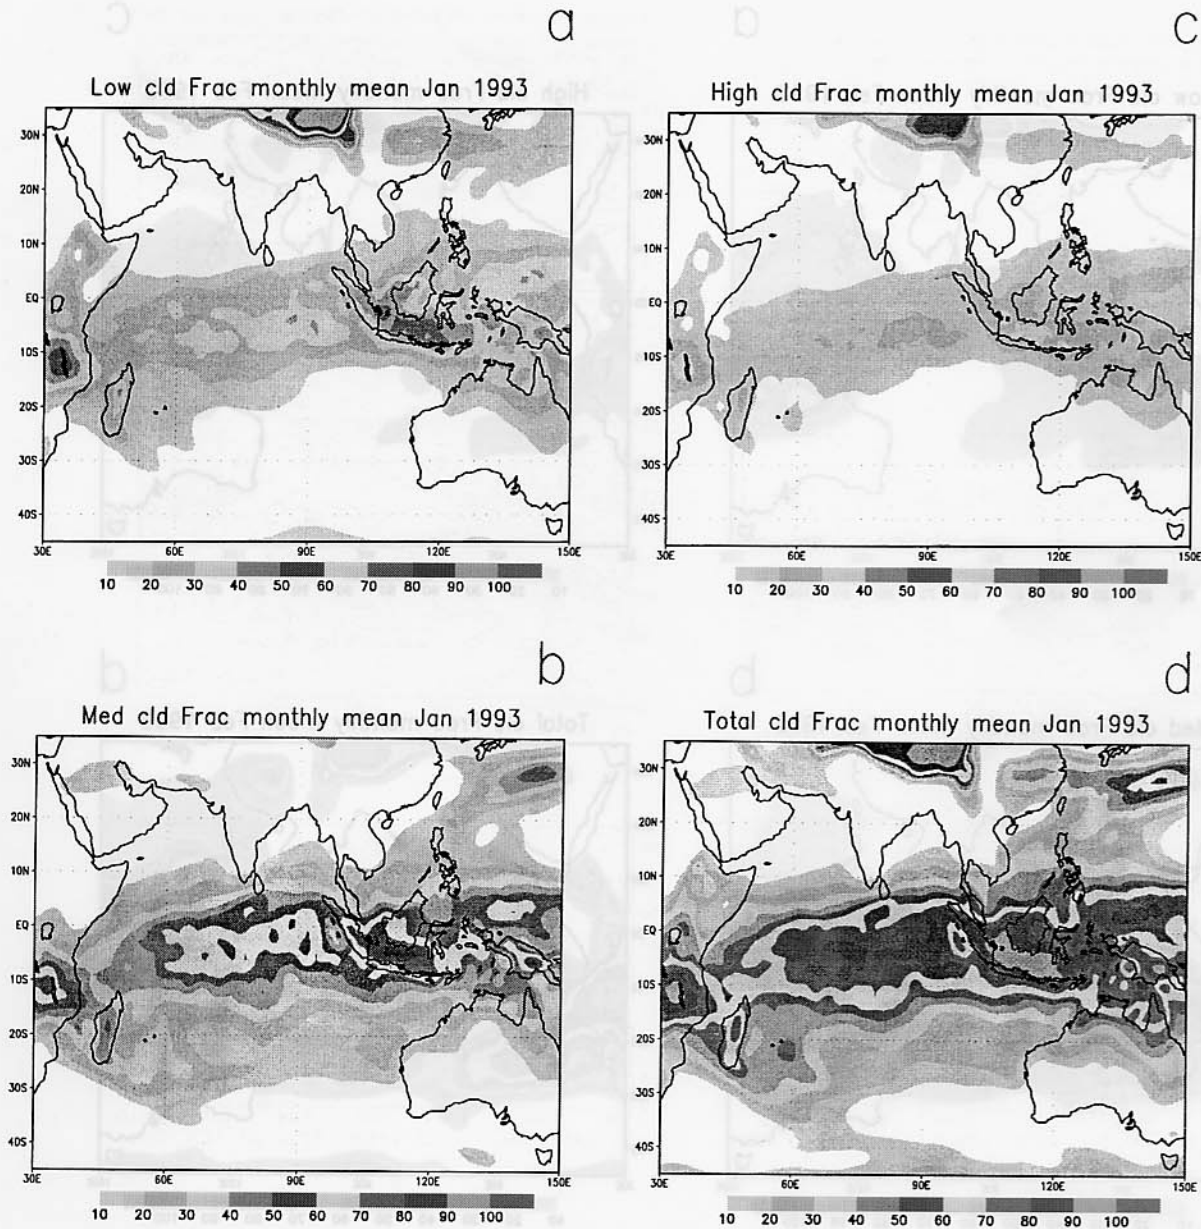 a
Low cld Frac monthly mean Jan 1993
30N
20N
10N
EQ
10S
20S
30S
40S
30E 60E 90E 120E 150E
10 20 30 40 50 60 70 80 90 100
c
High cld Frac monthly mean Jan 1993
30N
20N
10N
EQ
10S
20S
30S
40S
30E 60E 90E 120E 150E
10 20 30 40 50 60 70 80 90 100
b
Med cld Frac monthly mean Jan 1993
30N
20N
10N
EQ
10S
20S
30S
40S
30E 60E 90E 120E 150E
10 20 30 40 50 60 70 80 90 100
d
Total cld Frac monthly mean Jan 1993
30N
20N
10N
EQ
10S
20S
30S
40S
30E 60E 90E 120E 150E
10 20 30 40 50 60 70 80 90 100